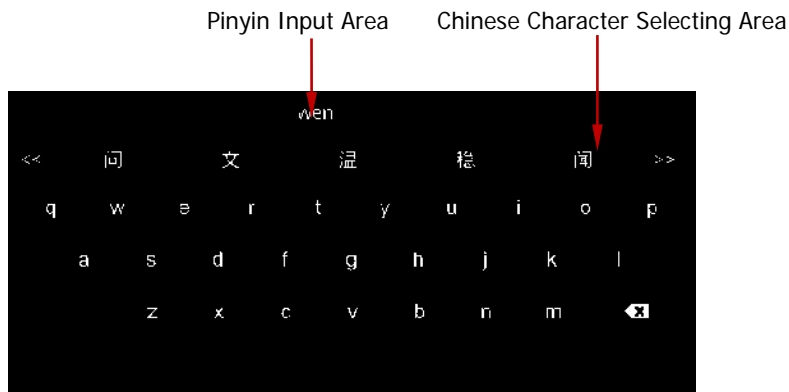 Pinyin Input Area Chinese Character Selecting Area
wen
<< 问 文 温 稳 闻 >>
q w e r t y u i o p
a s d f g h j k l
z x c v b n m